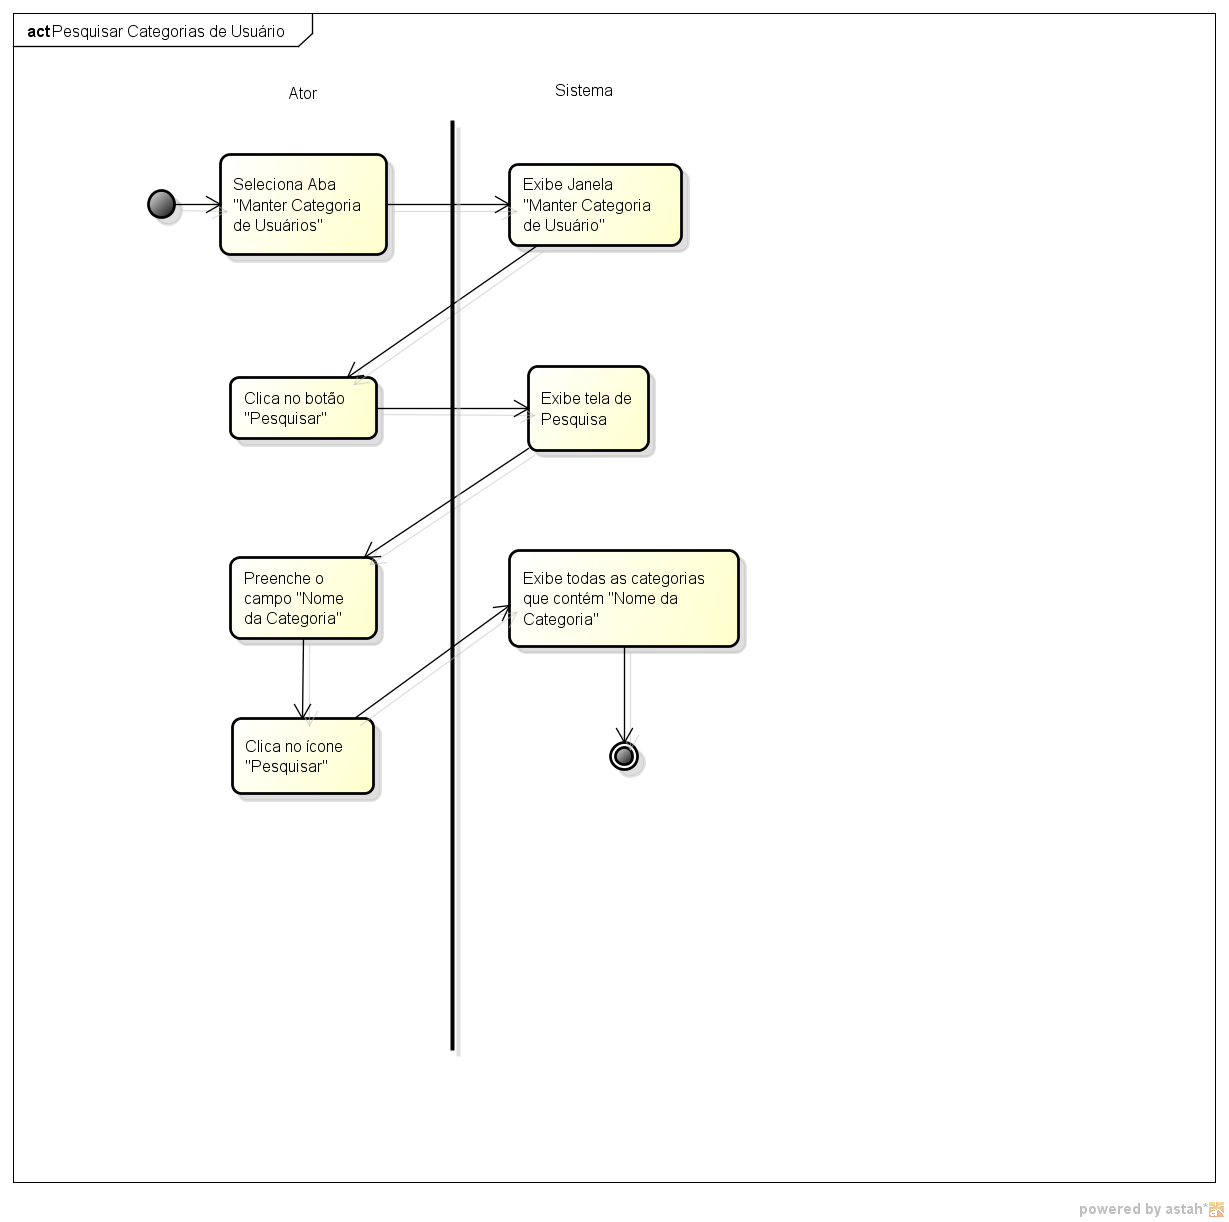 act Pesquisar Categorias de Usuário
Ator
Sistema
Seleciona Aba
"Manter Categoria
de Usuários"
Exibe Janela
"Manter Categoria
de Usuário"
Clica no botão
"Pesquisar"
Exibe tela de
Pesquisa
Preenche o
campo "Nome
da Categoria"
Exibe todas as categorias
que contém "Nome da
Categoria"
Clica no ícone
"Pesquisar"
powered by astah*